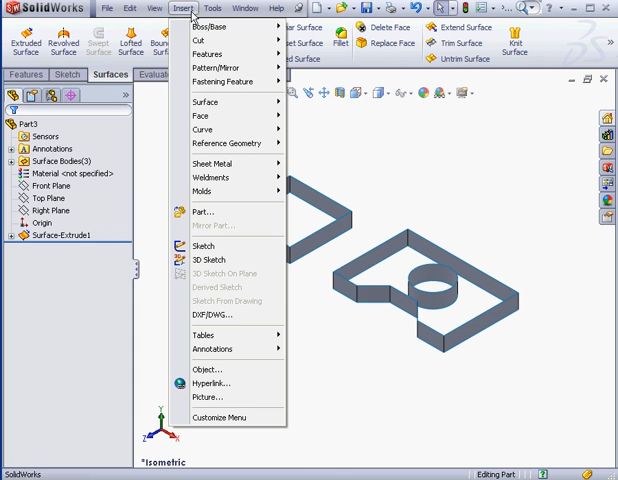 SolidWorks File Edit View Insert Tools Window Help
Extruded Surface
Revolved Surface
Swept Surface
Lofted Surface
Surface
Fillet
Delete Face
Replace Face
Extend Surface
Trim Surface
Untrim Surface
Knit Surface
Features Sketch Surfaces
Part3
Sensors
Annotations
Surface Bodies(3)
Material <not specified>
Front Plane
Top Plane
Right Plane
Origin
Surface-Extrude1
Boss/Base
Cut
Features
Pattern/Mirror
Fastening Feature
Surface
Face
Curve
Reference Geometry
Sheet Metal
Weldments
Molds
Part...
Mirror Part...
Sketch
3D Sketch
3D Sketch On Plane
Derived Sketch
Sketch From Drawing
DXF/DWG...
Tables
Annotations
Object...
Hyperlink...
Picture...
Customize Menu
Y
Z X
*Isometric
SolidWorks Editing Part